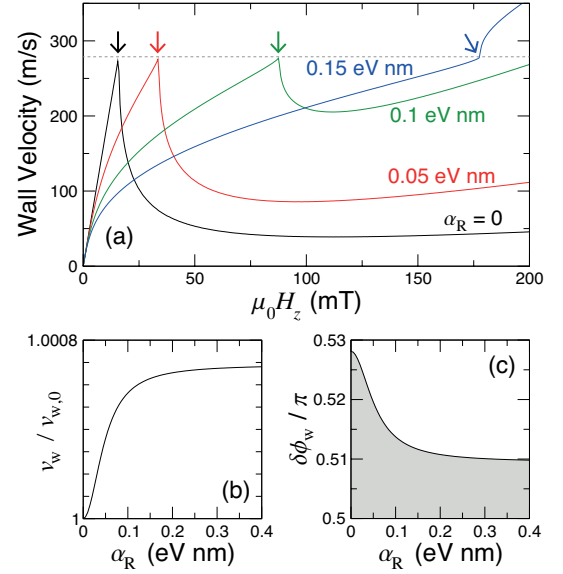 300
200
100
0
Wall Velocity (m/s)
0.15 eV nm
0.1 eV nm
0.05 eV nm
α_R = 0
(a)
0 50 100 150 200
μ₀H_z (mT)
1.0008
1
v_w / v_w,0
(b)
0 0.1 0.2 0.3 0.4
α_R (eV nm)
0.53
0.52
0.51
0.5
δϕ_w / π
(c)
0 0.1 0.2 0.3 0.4
α_R (eV nm)